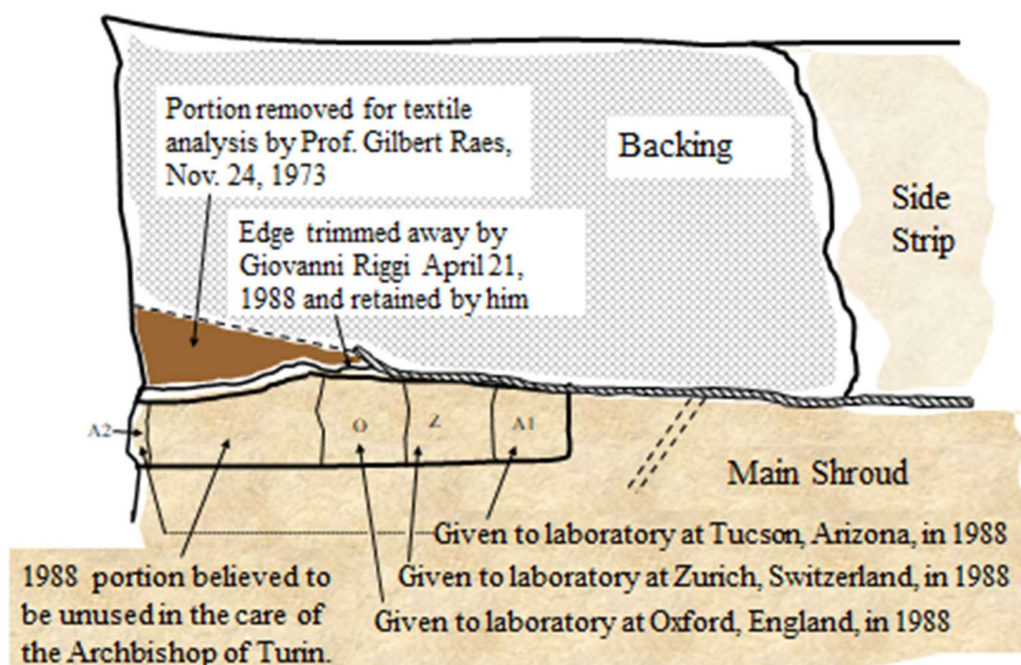 Portion removed for textile
analysis by Prof. Gilbert Raes,
Nov. 24, 1973
Backing
Side
Strip
Edge trimmed away by
Giovanni Riggi April 21,
1988 and retained by him
A2
O
Z
A1
Main Shroud
Given to laboratory at Tucson, Arizona, in 1988
Given to laboratory at Zurich, Switzerland, in 1988
Given to laboratory at Oxford, England, in 1988
1988 portion believed to
be unused in the care of
the Archbishop of Turin.